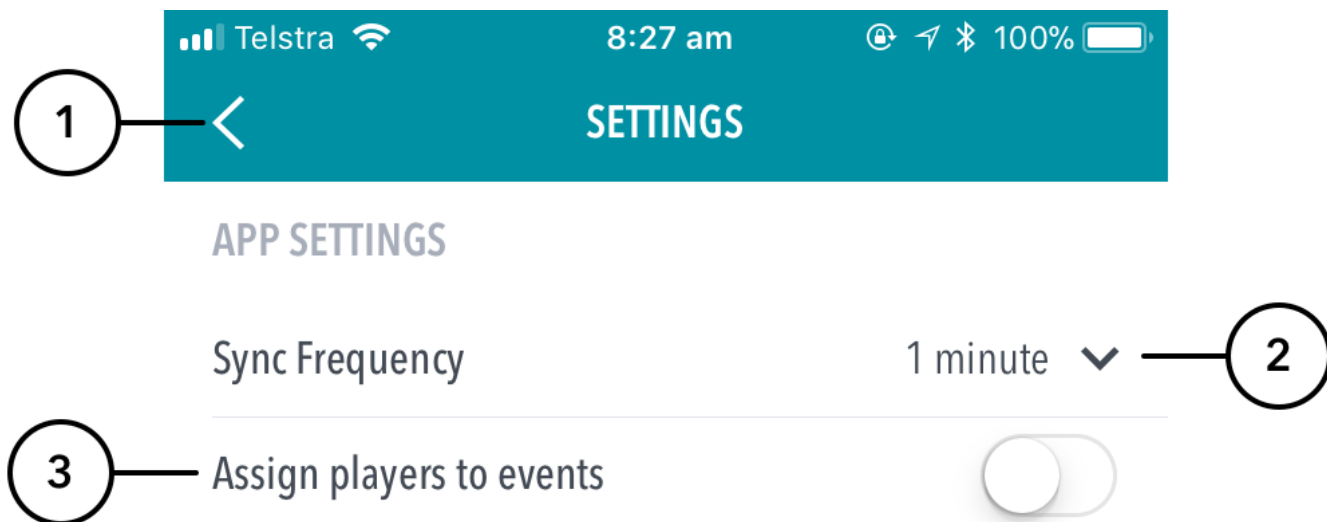 Telstra 8:27 am 100%
1 SETTINGS
APP SETTINGS
Sync Frequency 1 minute 2
3 Assign players to events